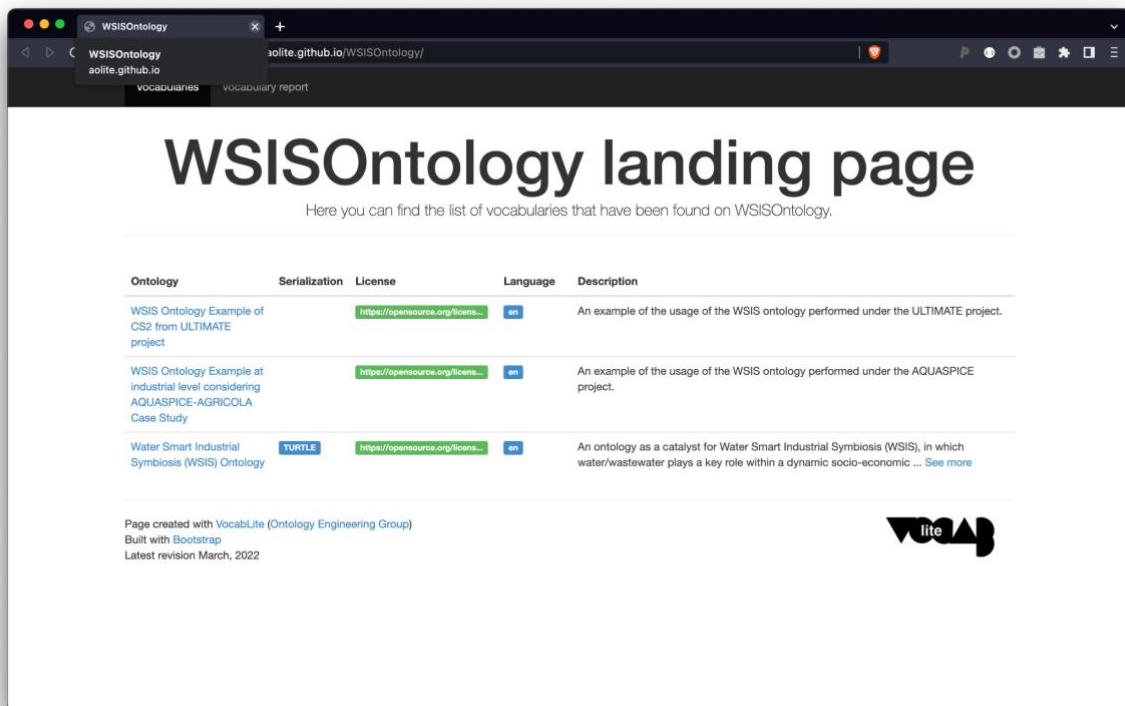 WSISOntology
WSISOntology
aolite.github.io
aolite.github.io/WSISOntology/
Vocabularies Vocabulary report
WSISOntology landing page
Here you can find the list of vocabularies that have been found on WSISOntology.
Ontology Serialization License Language Description
WSIS Ontology Example of
CS2 from ULTIMATE
project
https://opensource.org/licens...
en
An example of the usage of the WSIS ontology performed under the ULTIMATE project.
WSIS Ontology Example at
industrial level considering
AQUASPICE-AGRICOLA
Case Study
https://opensource.org/licens...
en
An example of the usage of the WSIS ontology performed under the AQUASPICE
project.
Water Smart Industrial
Symbiosis (WSIS) Ontology
TURTLE
https://opensource.org/licens...
en
An ontology as a catalyst for Water Smart Industrial Symbiosis (WSIS), in which
water/wastewater plays a key role within a dynamic socio-economic ... See more
Page created with VocabLite (Ontology Engineering Group)
Built with Bootstrap
Latest revision March, 2022
VOCAB
lite